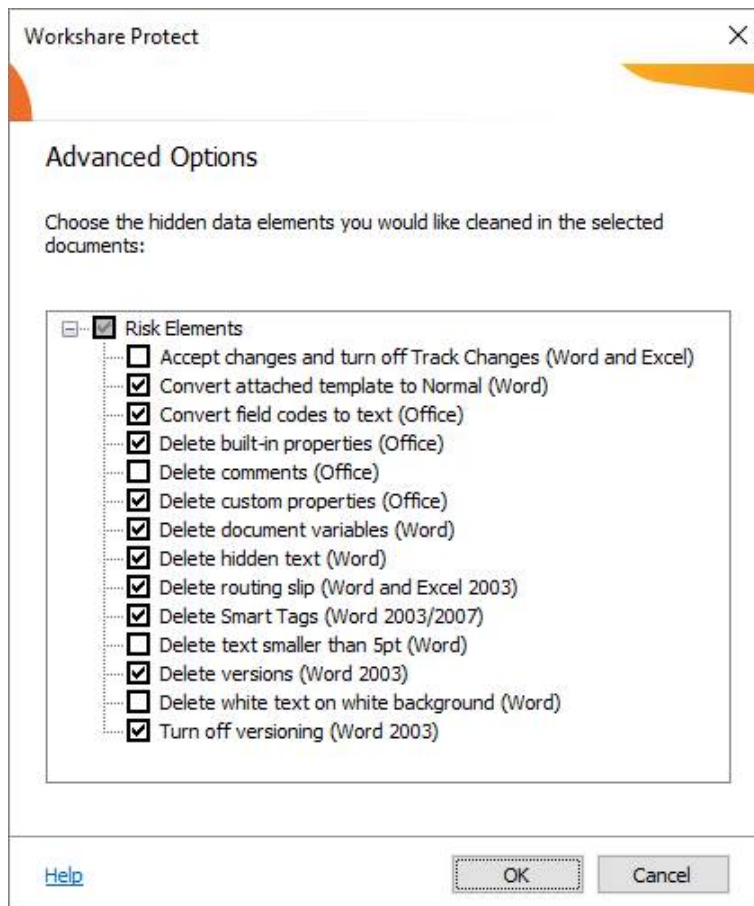 Workshare Protect
Advanced Options
Choose the hidden data elements you would like cleaned in the selected
documents:
Risk Elements
Accept changes and turn off Track Changes (Word and Excel)
Convert attached template to Normal (Word)
Convert field codes to text (Office)
Delete built-in properties (Office)
Delete comments (Office)
Delete custom properties (Office)
Delete document variables (Word)
Delete hidden text (Word)
Delete routing slip (Word and Excel 2003)
Delete Smart Tags (Word 2003/2007)
Delete text smaller than 5pt (Word)
Delete versions (Word 2003)
Delete white text on white background (Word)
Turn off versioning (Word 2003)
Help
OK
Cancel